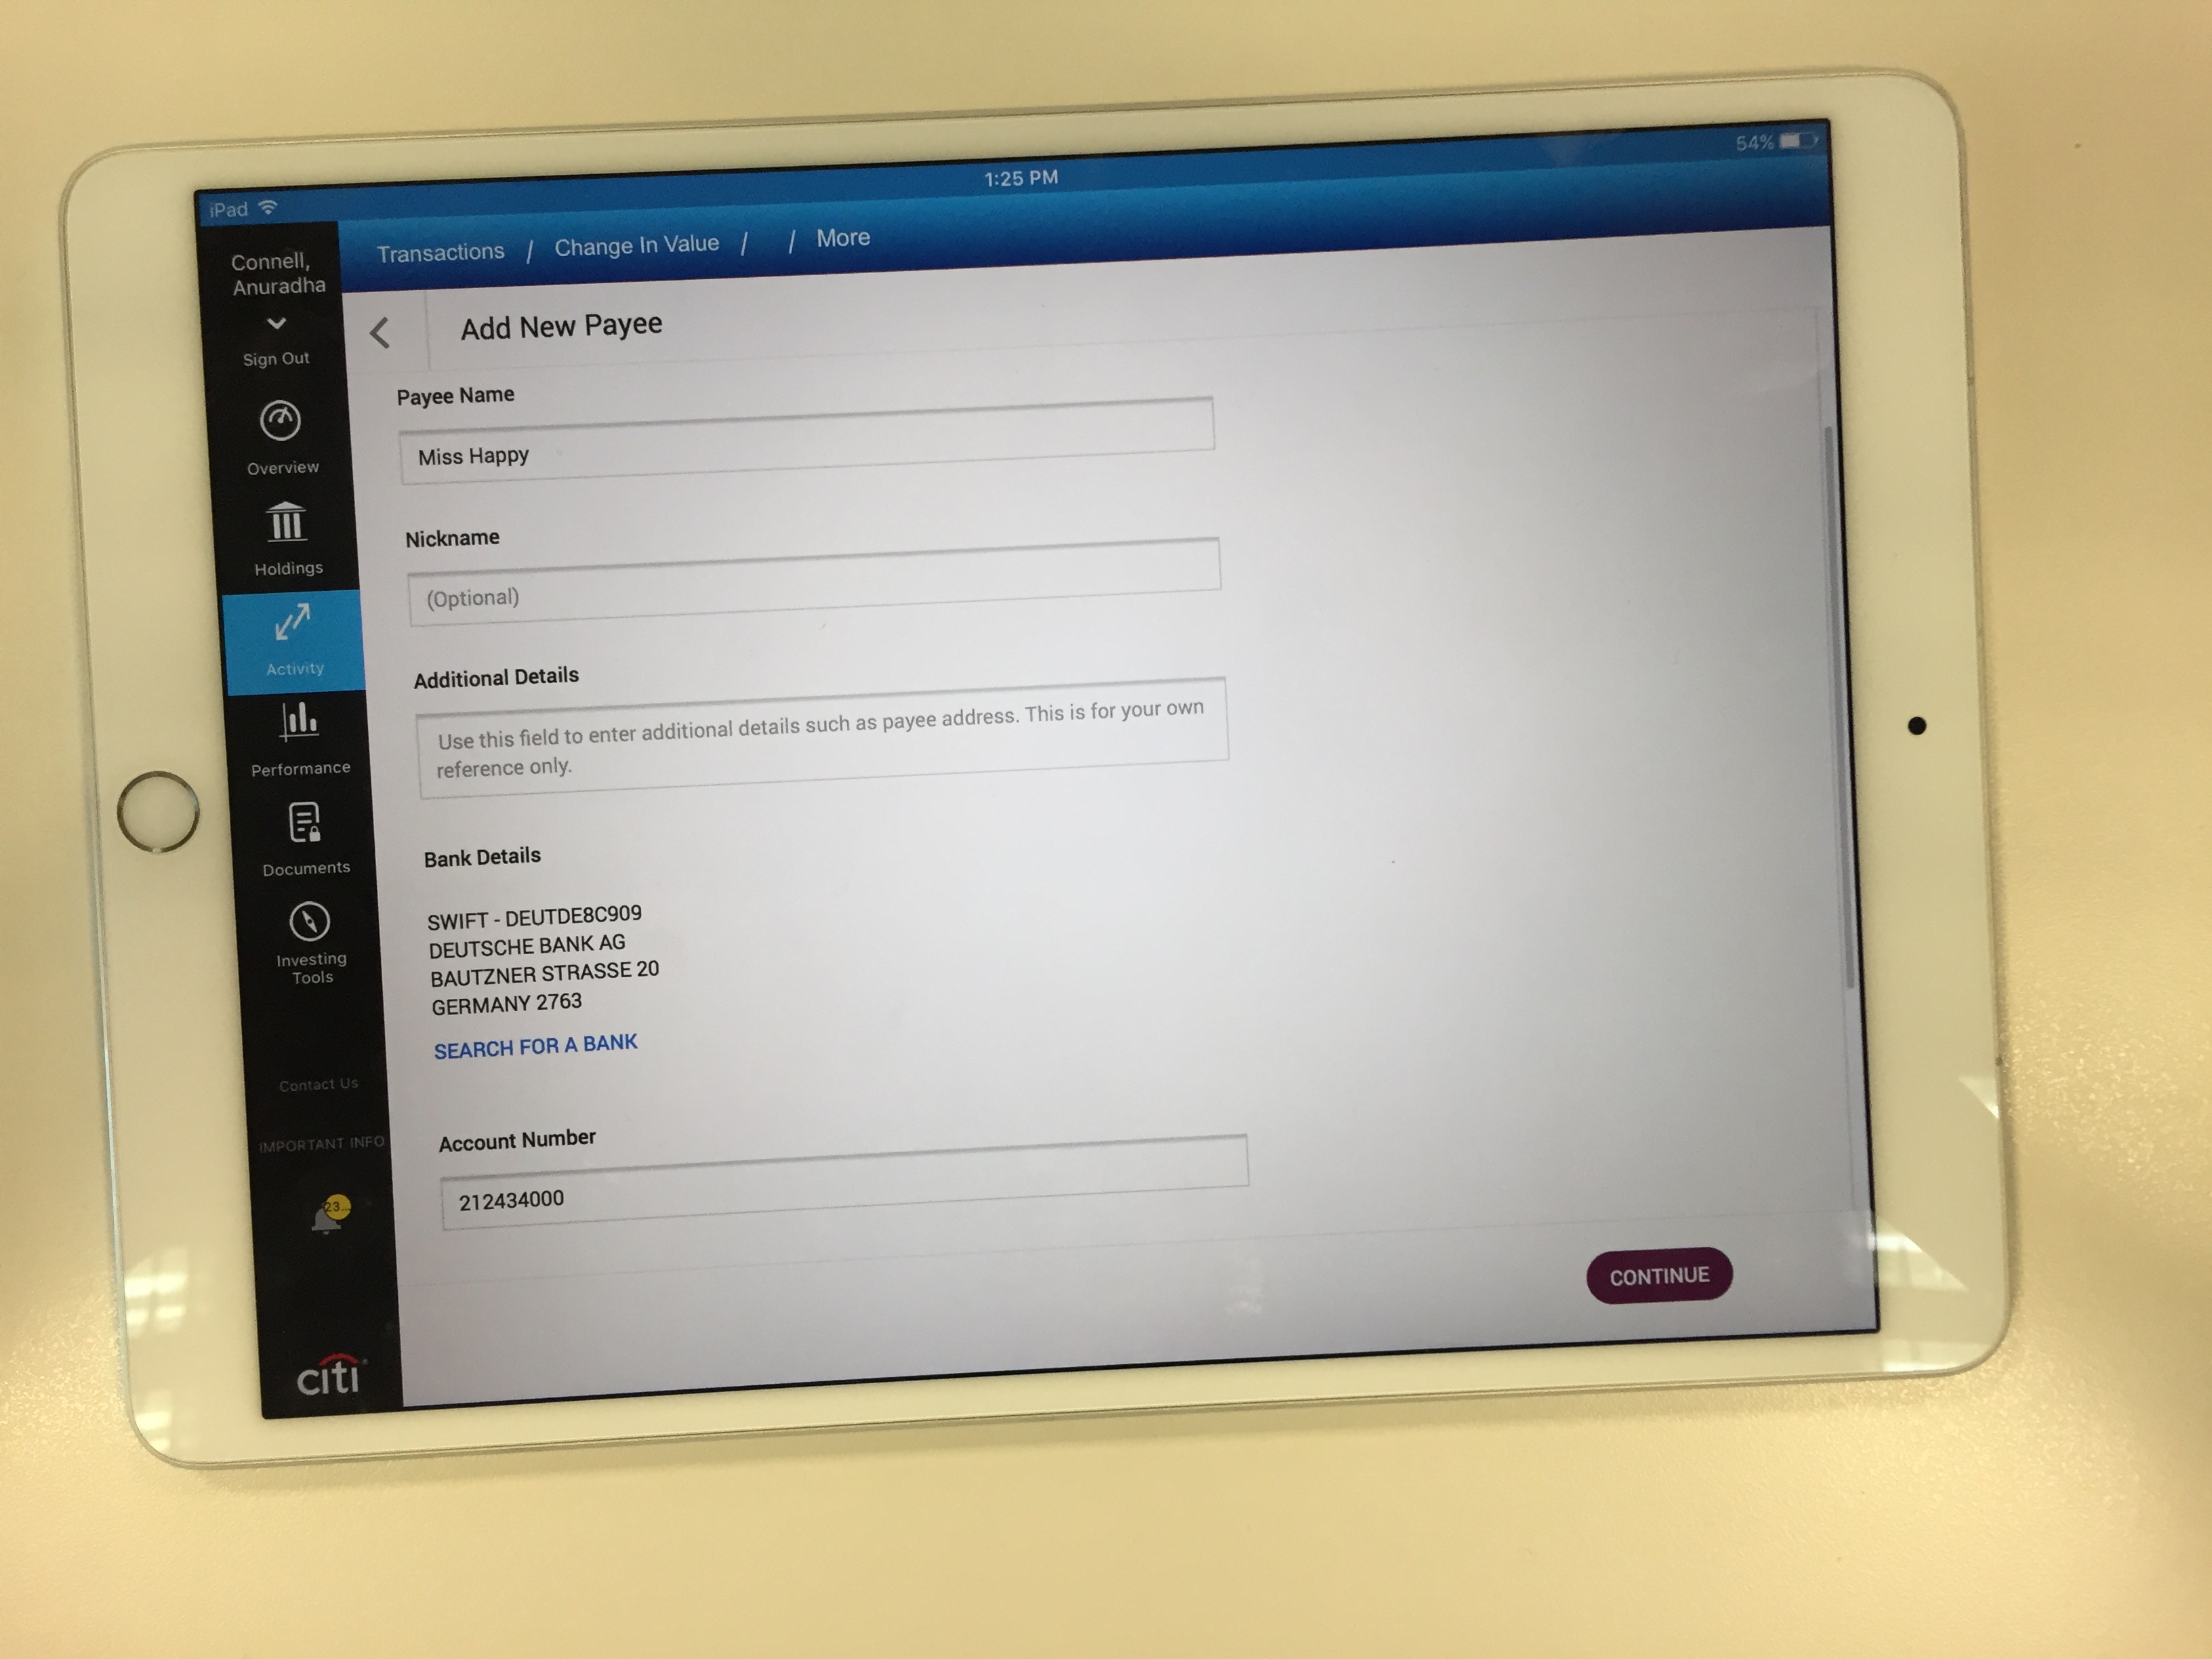 iPad
1:25 PM
54%
Connell,
Anuradha
Sign Out
Overview
Holdings
Activity
Performance
Documents
Investing
Tools
Contact Us
IMPORTANT INFO
23
citi
Transactions / Change In Value / / More
Add New Payee
Payee Name
Miss Happy
Nickname
(Optional)
Additional Details
Use this field to enter additional details such as payee address. This is for your own
reference only.
Bank Details
SWIFT - DEUTDE8C909
DEUTSCHE BANK AG
BAUTZNER STRASSE 20
GERMANY 2763
SEARCH FOR A BANK
Account Number
212434000
CONTINUE